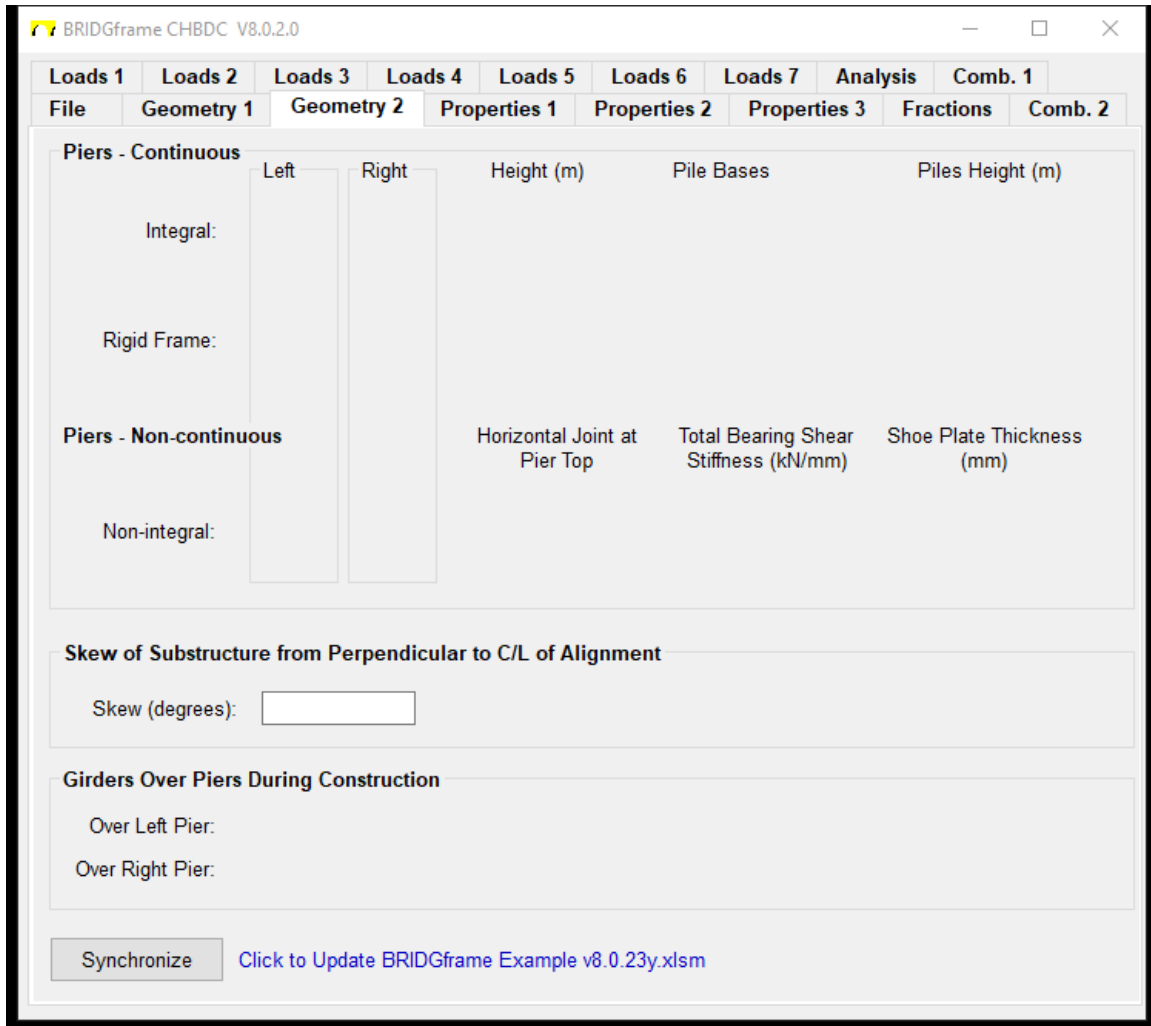 BRIDGframe CHBDC V8.0.2.0
Loads 1 Loads 2 Loads 3 Loads 4 Loads 5 Loads 6 Loads 7 Analysis Comb. 1
File Geometry 1 Geometry 2 Properties 1 Properties 2 Properties 3 Fractions Comb. 2
Piers - Continuous
Left Right Height (m) Pile Bases Piles Height (m)
Integral:
Rigid Frame:
Piers - Non-continuous
Horizontal Joint at Total Bearing Shear Shoe Plate Thickness
Pier Top Stiffness (kN/mm) (mm)
Non-integral:
Skew of Substructure from Perpendicular to C/L of Alignment
Skew (degrees):
Girders Over Piers During Construction
Over Left Pier:
Over Right Pier:
Synchronize Click to Update BRIDGframe Example v8.0.23y.xlsm